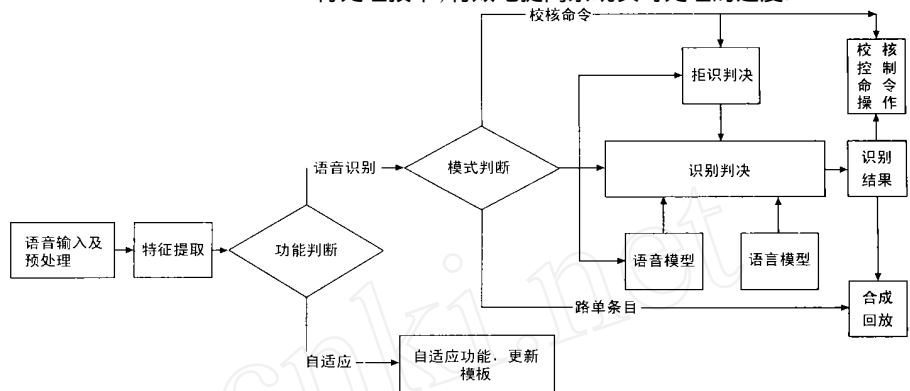 校核命令
校 核
控 制
命 令
操 作
拒识判决
语音识别
模式判断
识别判决
识别
结果
语音输入及
预处理
特征提取
功能判断
语音模型
语言模型
路单条目
合成
回放
自适应
自适应功能．更新
模板
cnki.net